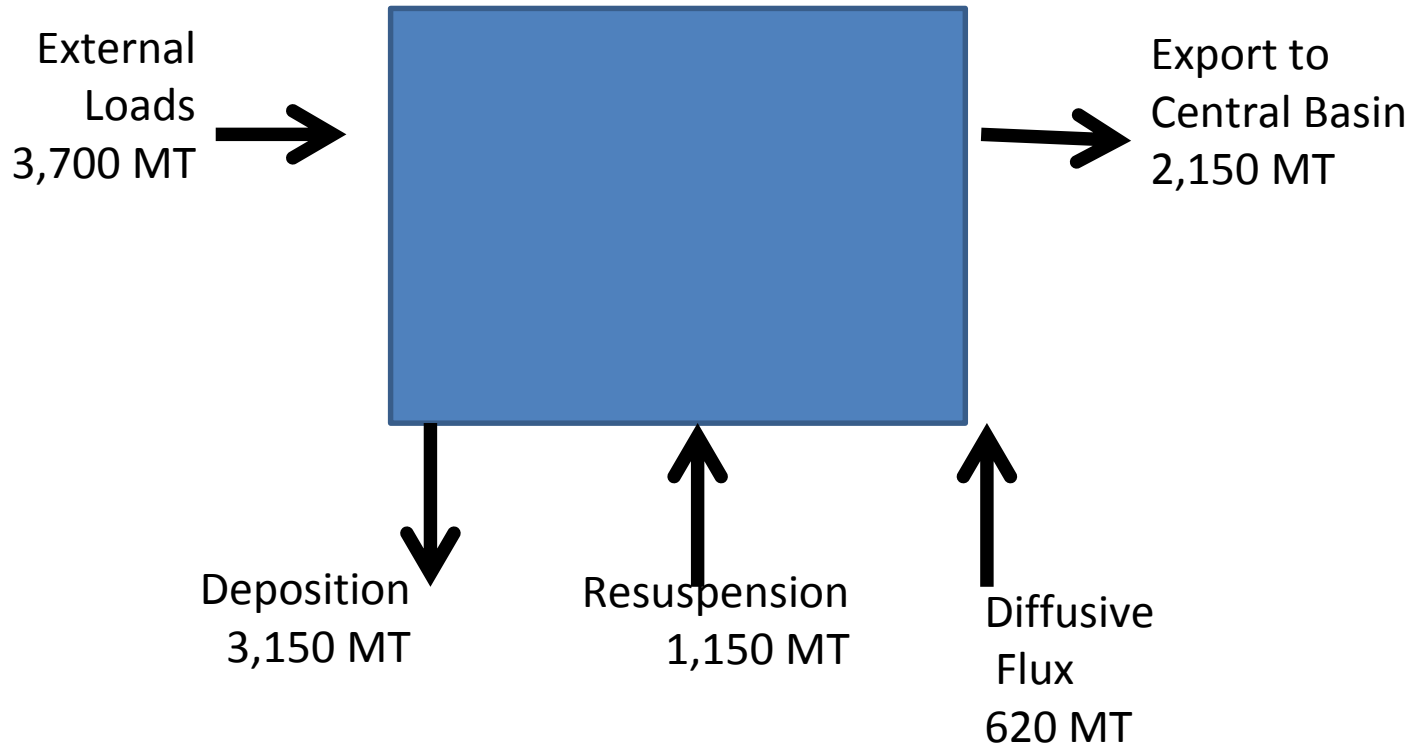 External
Loads
3,700 MT
Export to
Central Basin
2,150 MT
Deposition
3,150 MT
Resuspension
1,150 MT
Diffusive
Flux
620 MT